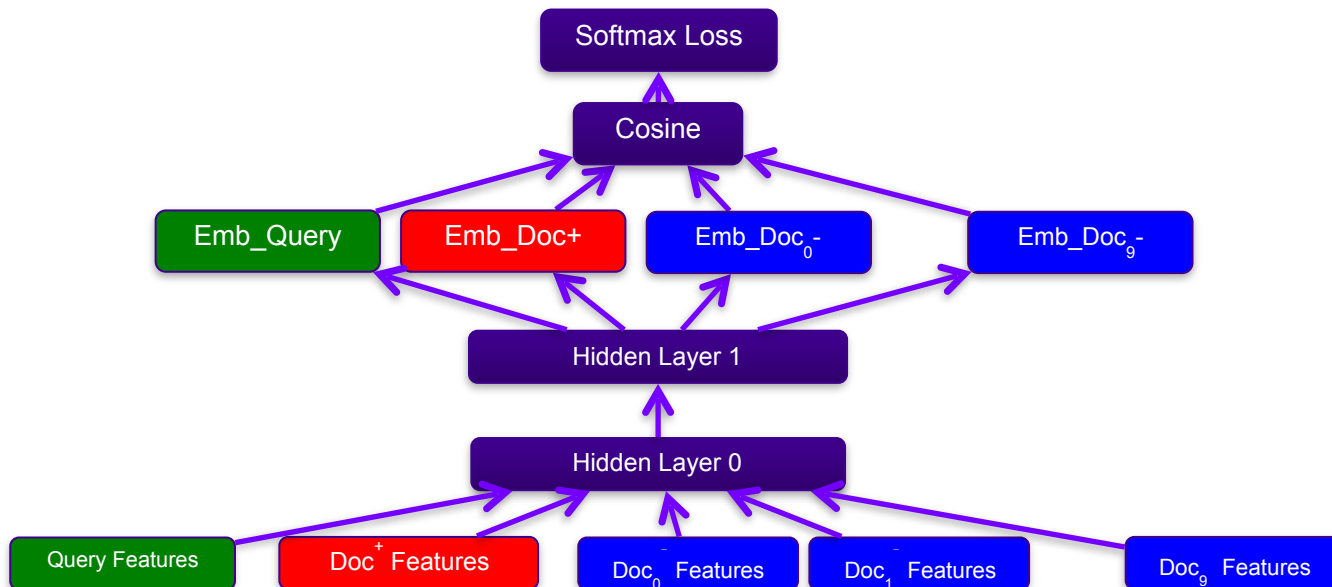 Softmax Loss
Cosine
Emb_Query
Emb_Doc+
Emb_Doc₀-
Emb_Doc₉-
Hidden Layer 1
Hidden Layer 0
Query Features
Doc⁺ Features
Doc₀⁻ Features
Doc₁⁻ Features
Doc₉ Features